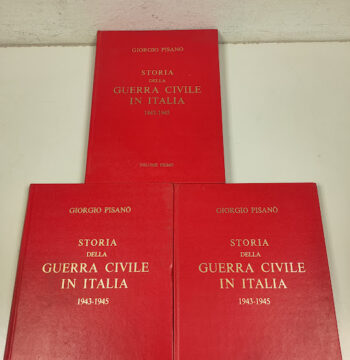 GIORGIO PISANÒ
STORIA
DELLA
GUERRA CIVILE
IN ITALIA
1943-1945
VOLUME PRIMO
GIORGIO PISANÒ
STORIA
DELLA
GUERRA CIVILE
IN ITALIA
1943-1945
GIORGIO PISANÒ
STORIA
DELLA
GUERRA CIVILE
IN ITALIA
1943-1945